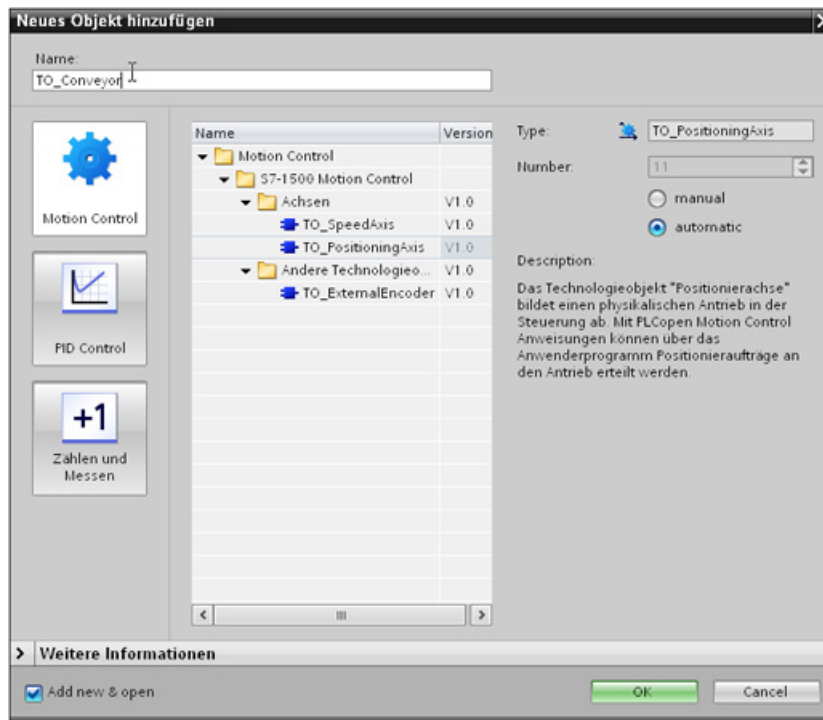 Neues Objekt hinzufügen
Name:
TO_Conveyor
Motion Control
PID Control
+1
Zählen und
Messen
Name Version
Motion Control
S7-1500 Motion Control
Achsen V1.0
TO_SpeedAxis V1.0
TO_PositioningAxis V1.0
Andere Technologieo... V1.0
TO_ExternalEncoder V1.0
Type: TO_PositioningAxis
Number: 11
manual
automatic
Description:
Das Technologieobjekt "Positionierachse"
bildet einen physikalischen Antrieb in der
Steuerung ab. Mit PLCopen Motion Control
Anweisungen können über das
Anwenderprogramm Positionieraufträge an
den Antrieb erteilt werden.
Weitere Informationen
Add new & open
OK Cancel